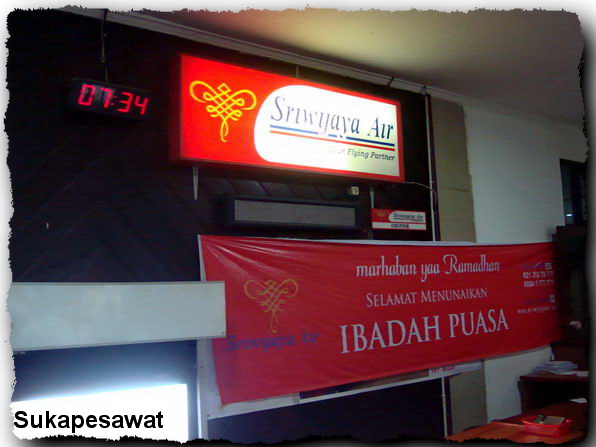 07:34
Sriwijaya Air
Your Flying Partner
Sriwijaya Air
COUNTER
marhaban yaa Ramadhan
SELAMAT MENUNAIKAN
IBADAH PUASA
Sriwijaya Air
Sukapesawat